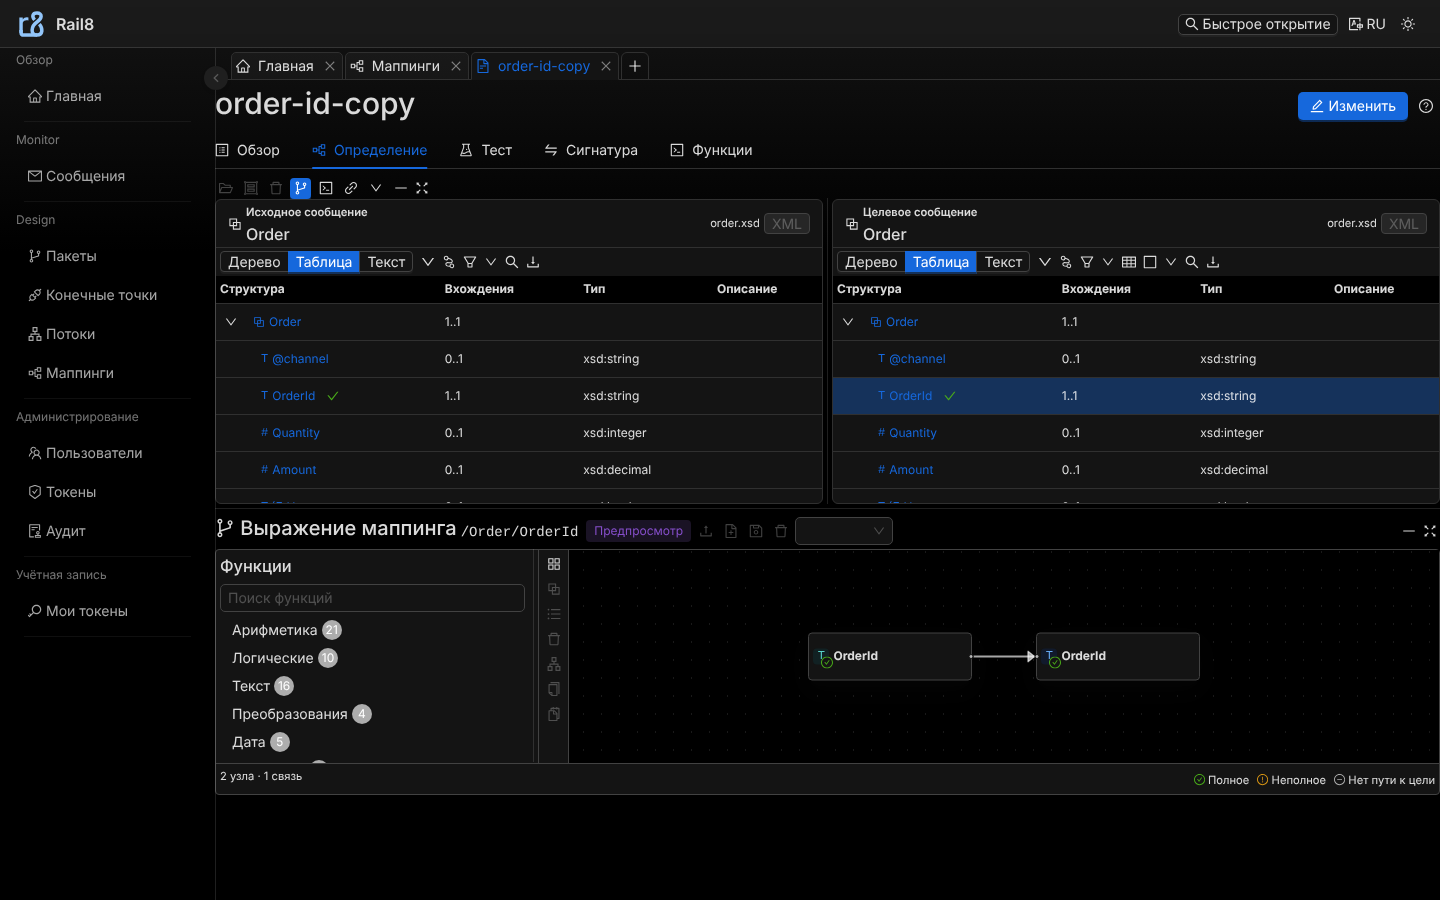 Rail8
Быстрое открытие
RU
Обзор
Главная
Monitor
Сообщения
Design
Пакеты
Конечные точки
Потоки
Маппинги
Администрирование
Пользователи
Токены
Аудит
Учётная запись
Мои токены
Главная
Маппинги
order-id-copy
order-id-copy
Изменить
Обзор
Определение
Тест
Сигнатура
Функции
Исходное сообщение
Order
order.xsd XML
Дерево Таблица Текст
Структура Вхождения Тип Описание
Order 1..1
T @channel 0..1 xsd:string
T OrderId 1..1 xsd:string
# Quantity 0..1 xsd:integer
# Amount 0..1 xsd:decimal
Целевое сообщение
Order
order.xsd XML
Дерево Таблица Текст
Структура Вхождения Тип Описание
Order 1..1
T @channel 0..1 xsd:string
T OrderId 1..1 xsd:string
# Quantity 0..1 xsd:integer
# Amount 0..1 xsd:decimal
Выражение маппинга /Order/OrderId Предпросмотр
Функции
Поиск функций
Арифметика 21
Логические 10
Текст 16
Преобразования 4
Дата 5
T OrderId
T OrderId
2 узла · 1 связь
Полное Неполное Нет пути к цели